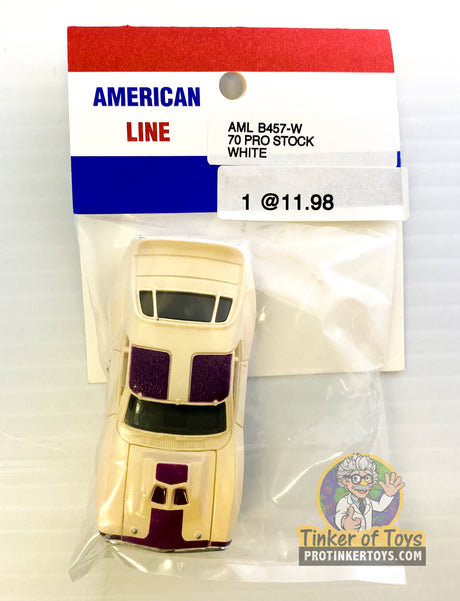 AMERICAN
LINE
AML B457-W
70 PRO STOCK
WHITE
1 @11.98
Tinker of Toys
PROTINKERTOYS.COM